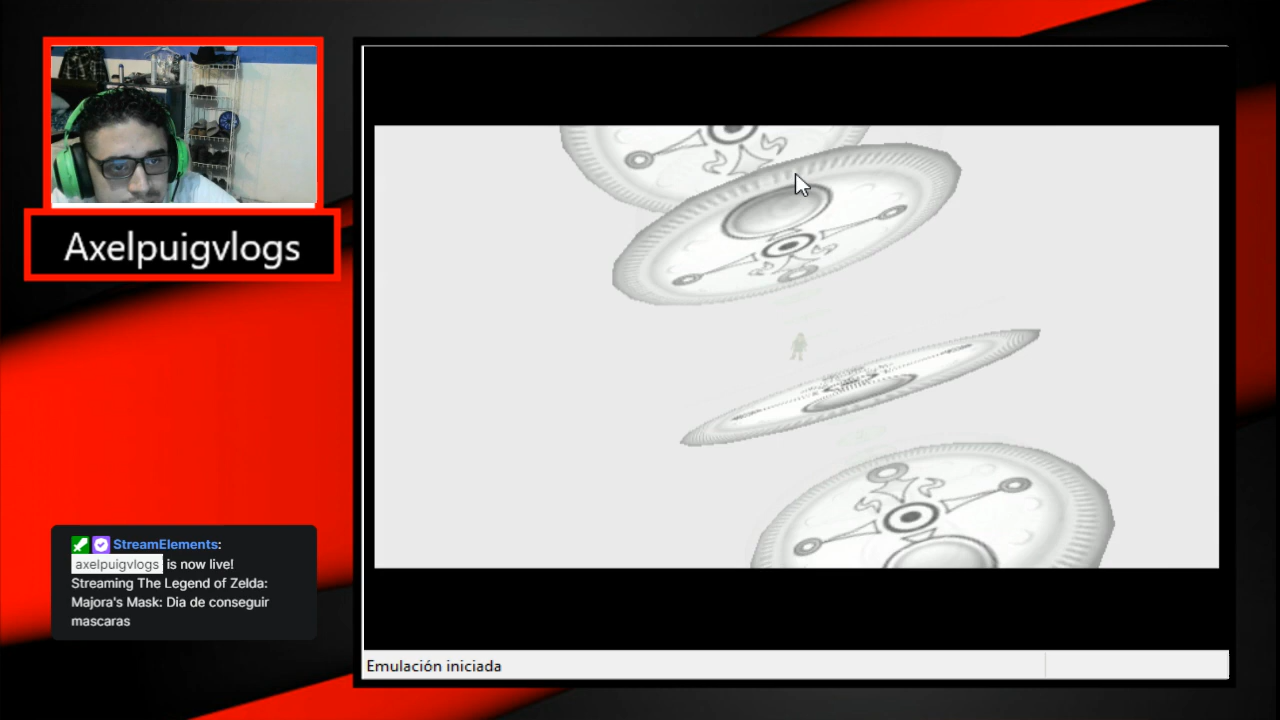 Axelpuigvlogs
StreamElements:
axelpuigvlogs is now live!
Streaming The Legend of Zelda:
Majora's Mask: Dia de conseguir
mascaras
Emulación iniciada